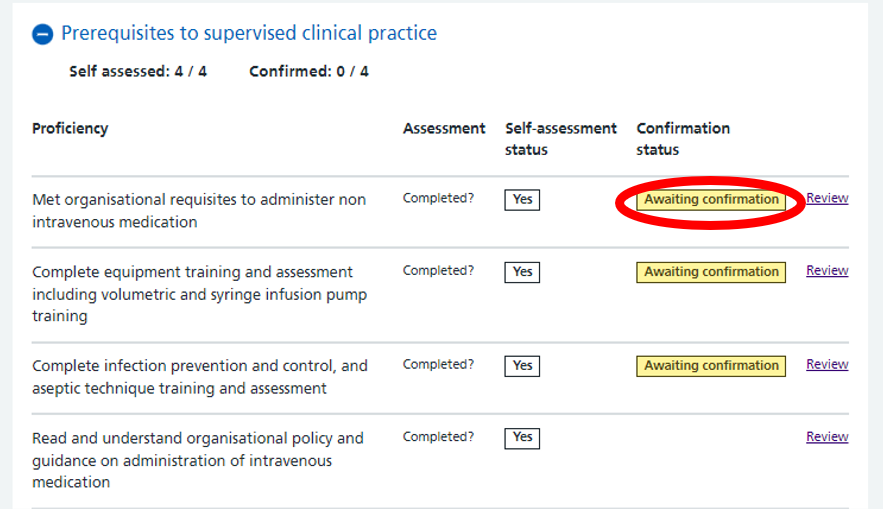 Prerequisites to supervised clinical practice
Self assessed: 4 / 4 Confirmed: 0 / 4
Proficiency Assessment Self-assessment status Confirmation status
Met organisational requisites to administer non Completed? Yes Awaiting confirmation Review
intravenous medication
Complete equipment training and assessment Completed? Yes Awaiting confirmation Review
including volumetric and syringe infusion pump
training
Complete infection prevention and control, and Completed? Yes Awaiting confirmation Review
aseptic technique training and assessment
Read and understand organisational policy and Completed? Yes Review
guidance on administration of intravenous
medication